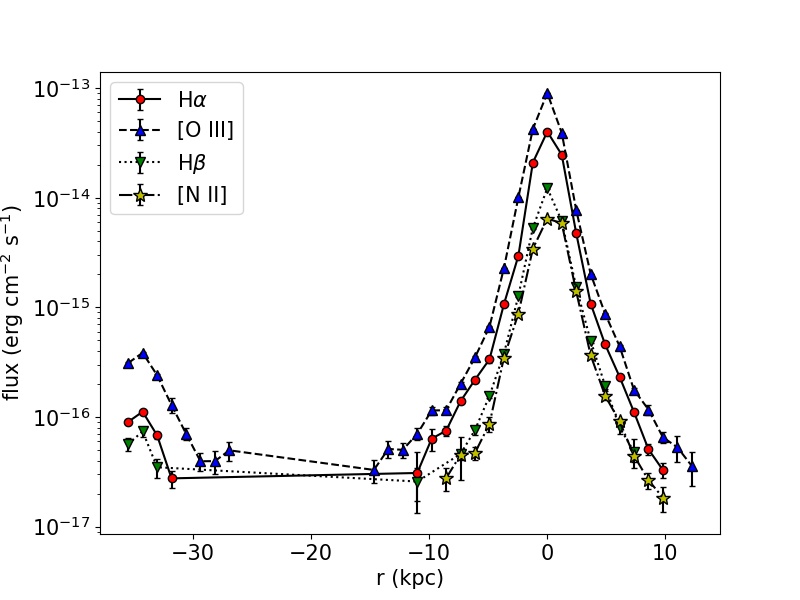 Hα
[O III]
Hβ
[N II]
flux (erg cm⁻² s⁻¹)
10⁻¹³
10⁻¹⁴
10⁻¹⁵
10⁻¹⁶
10⁻¹⁷
−30 −20 −10 0 10
r (kpc)